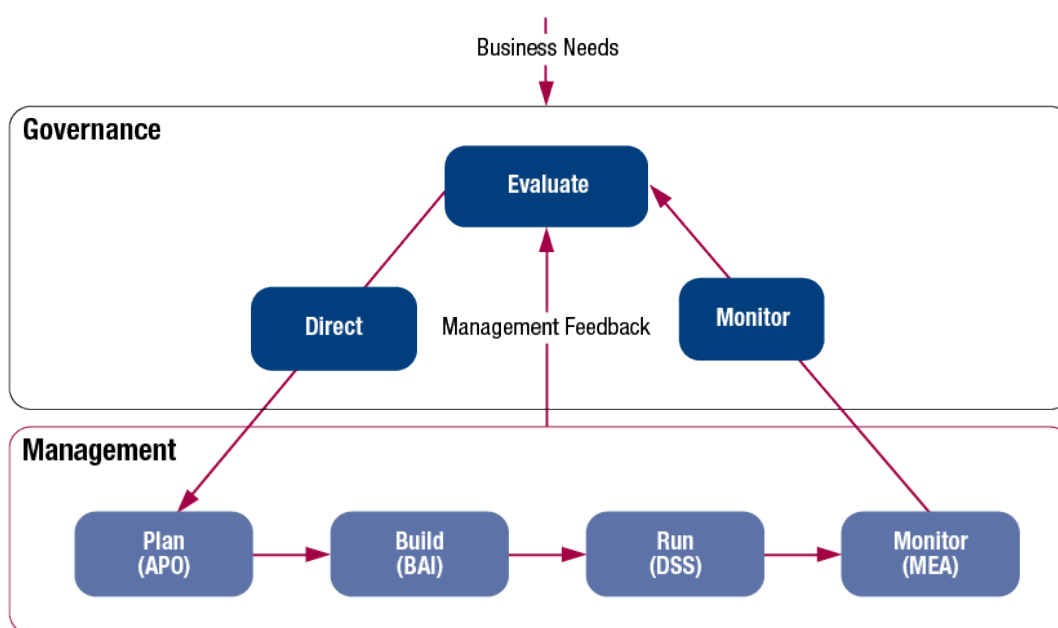 Business Needs
Governance
Evaluate
Direct
Management Feedback
Monitor
Management
Plan
(APO)
Build
(BAI)
Run
(DSS)
Monitor
(MEA)